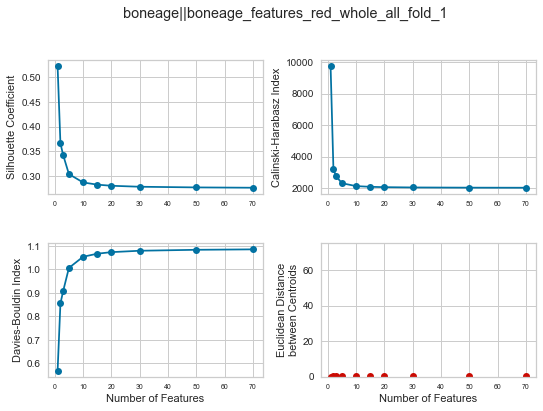 boneage||boneage_features_red_whole_all_fold_1
Silhouette Coefficient
0.50
0.45
0.40
0.35
0.30
0 10 20 30 40 50 60 70
Calinski-Harabasz Index
10000
8000
6000
4000
2000
0 10 20 30 40 50 60 70
Davies-Bouldin Index
1.1
1.0
0.9
0.8
0.7
0.6
0 10 20 30 40 50 60 70
Number of Features
Euclidean Distance
between Centroids
60
40
20
0
0 10 20 30 40 50 60 70
Number of Features